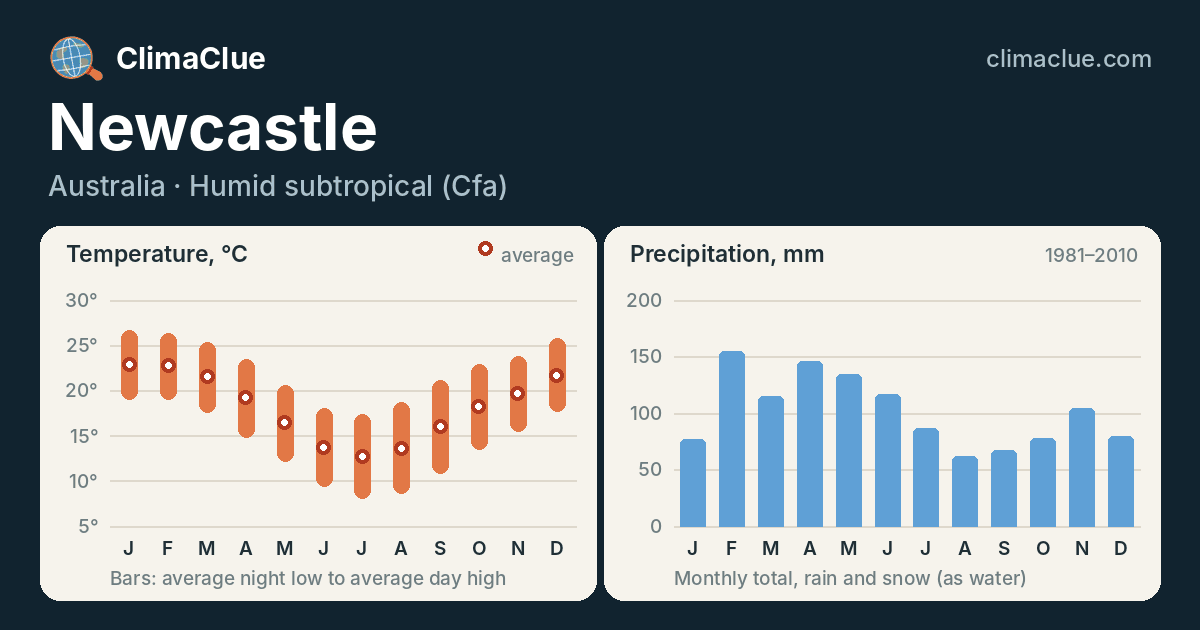 ClimaClue
climaclue.com
Newcastle
Australia · Humid subtropical (Cfa)
Temperature, °C
average
30°
25°
20°
15°
10°
5°
J F M A M J J A S O N D
Bars: average night low to average day high
Precipitation, mm
1981–2010
200
150
100
50
0
J F M A M J J A S O N D
Monthly total, rain and snow (as water)